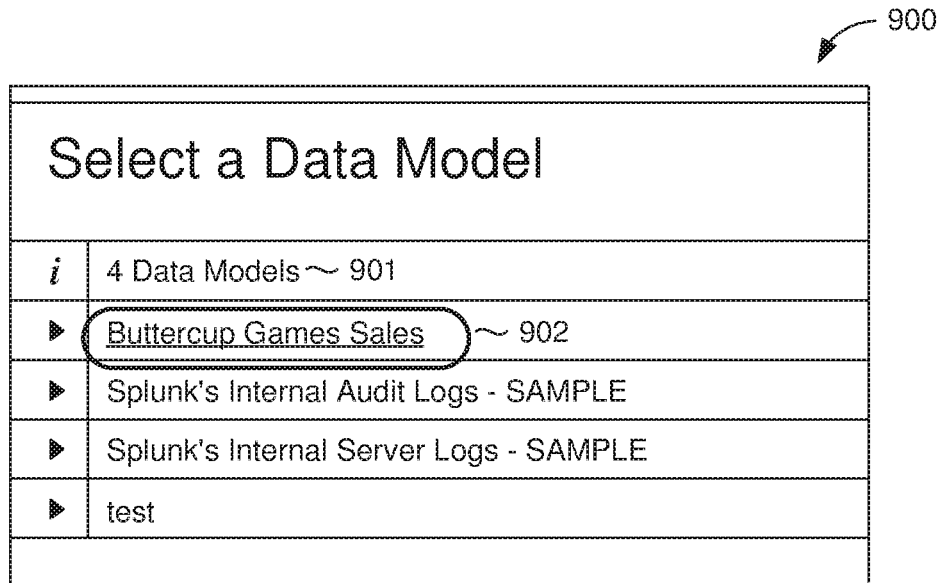 900
Select a Data Model
i 4 Data Models ~ 901
Buttercup Games Sales ~ 902
Splunk's Internal Audit Logs - SAMPLE
Splunk's Internal Server Logs - SAMPLE
test